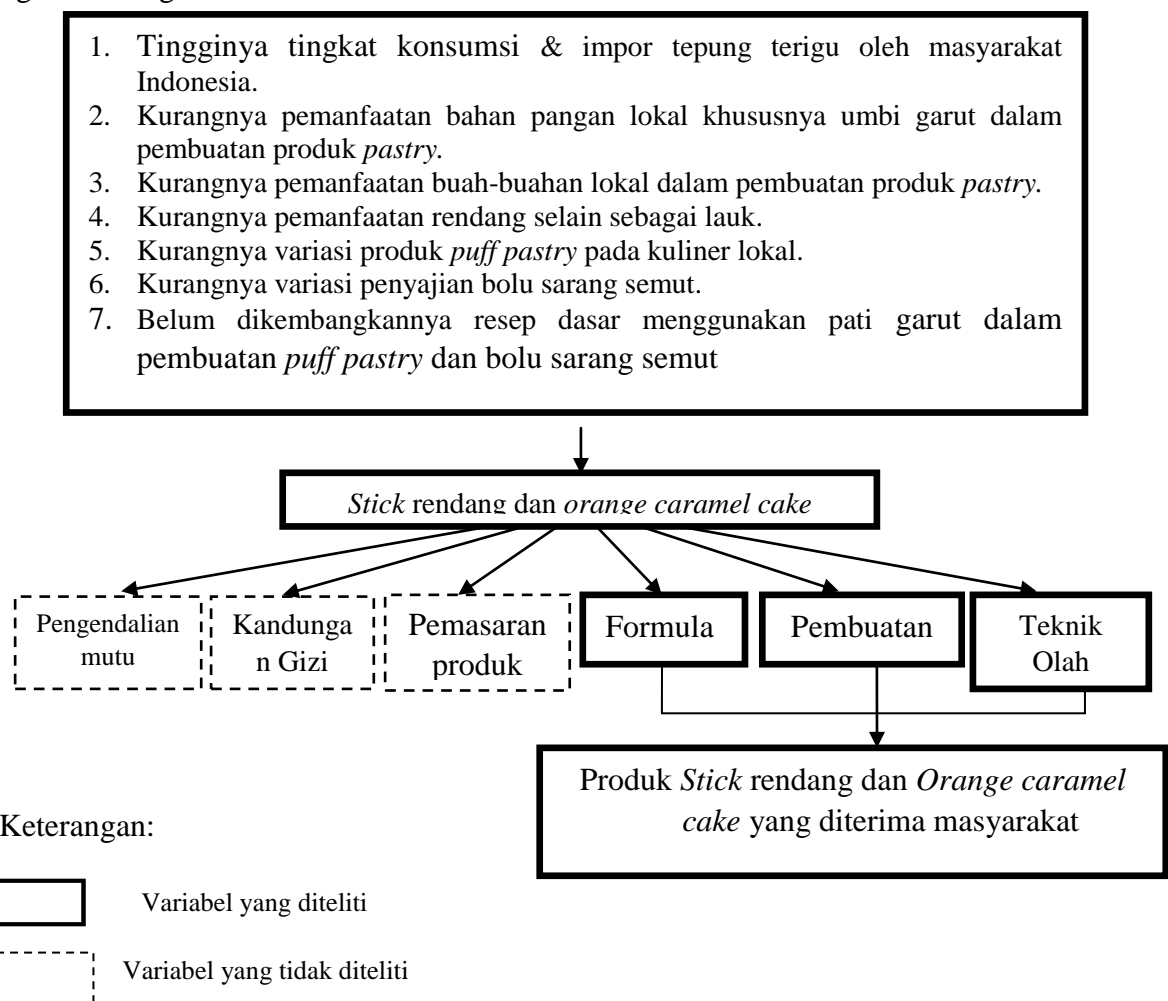 1. Tingginya tingkat konsumsi & impor tepung terigu oleh masyarakat
Indonesia.
2. Kurangnya pemanfaatan bahan pangan lokal khususnya umbi garut dalam
pembuatan produk pastry.
3. Kurangnya pemanfaatan buah-buahan lokal dalam pembuatan produk pastry.
4. Kurangnya pemanfaatan rendang selain sebagai lauk.
5. Kurangnya variasi produk puff pastry pada kuliner lokal.
6. Kurangnya variasi penyajian bolu sarang semut.
7. Belum dikembangkannya resep dasar menggunakan pati garut dalam
pembuatan puff pastry dan bolu sarang semut
Stick rendang dan orange caramel cake
Pengendalian
mutu
Kandunga
n Gizi
Pemasaran
produk
Formula
Pembuatan
Teknik
Olah
Produk Stick rendang dan Orange caramel
cake yang diterima masyarakat
Keterangan:
Variabel yang diteliti
Variabel yang tidak diteliti